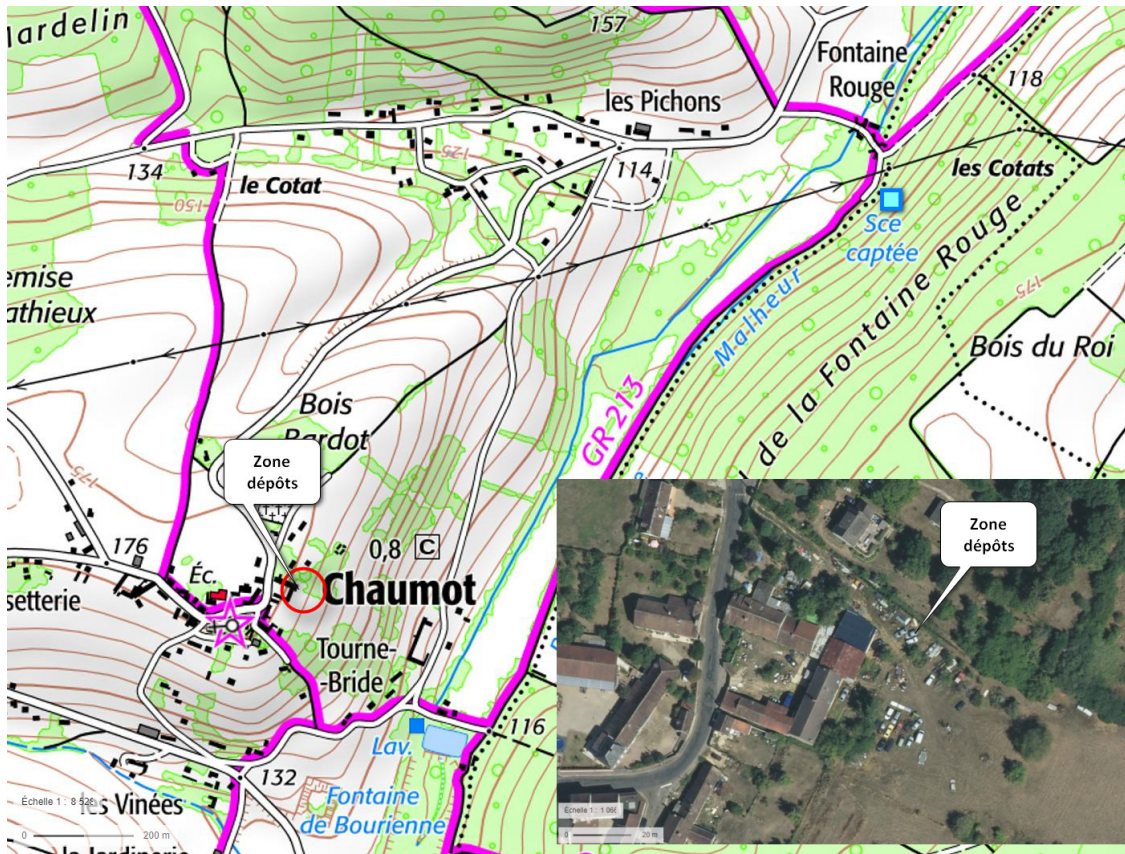 Mardelin
157
Fontaine
Rouge
118
les Pichons
134
125
114
le Cotat
les Cotats
150
Sce
captée
emise
athieux
Malheur
175
Bois du Roi
de la Fontaine Rouge
GR 213
Bois
Bardot
Zone
dépôts
175
176
Éc.
0,8 C
Chaumot
setterie
Tourne-
-Bride
Lav.
116
132
les Vinées
Fontaine
de Bourienne
la Jardinerie
Échelle 1 : 8 528
0 200 m
Zone
dépôts
Échelle 1 : 1 066
0 20 m